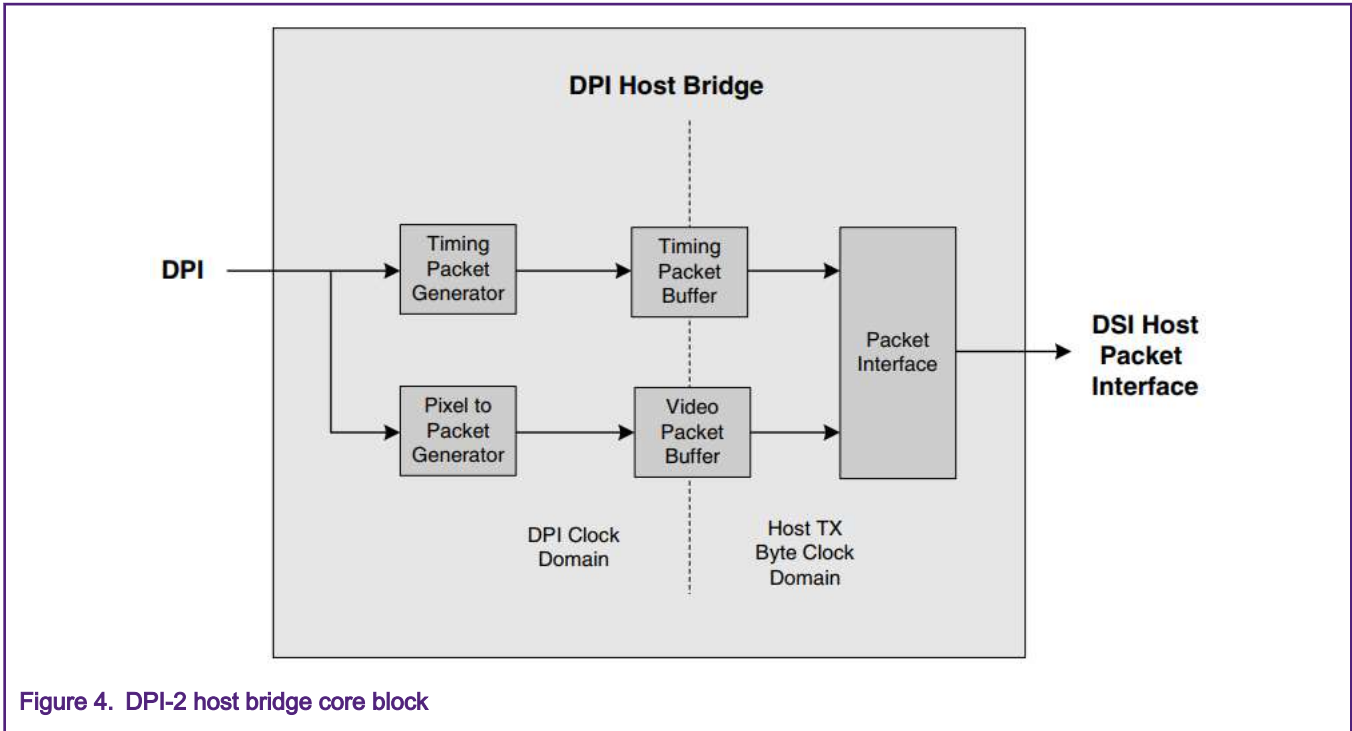 DPI Host Bridge
DPI
Timing
Packet
Generator
Timing
Packet
Buffer
Packet
Interface
DSI Host
Packet
Interface
Pixel to
Packet
Generator
Video
Packet
Buffer
DPI Clock
Domain
Host TX
Byte Clock
Domain
Figure 4. DPI-2 host bridge core block